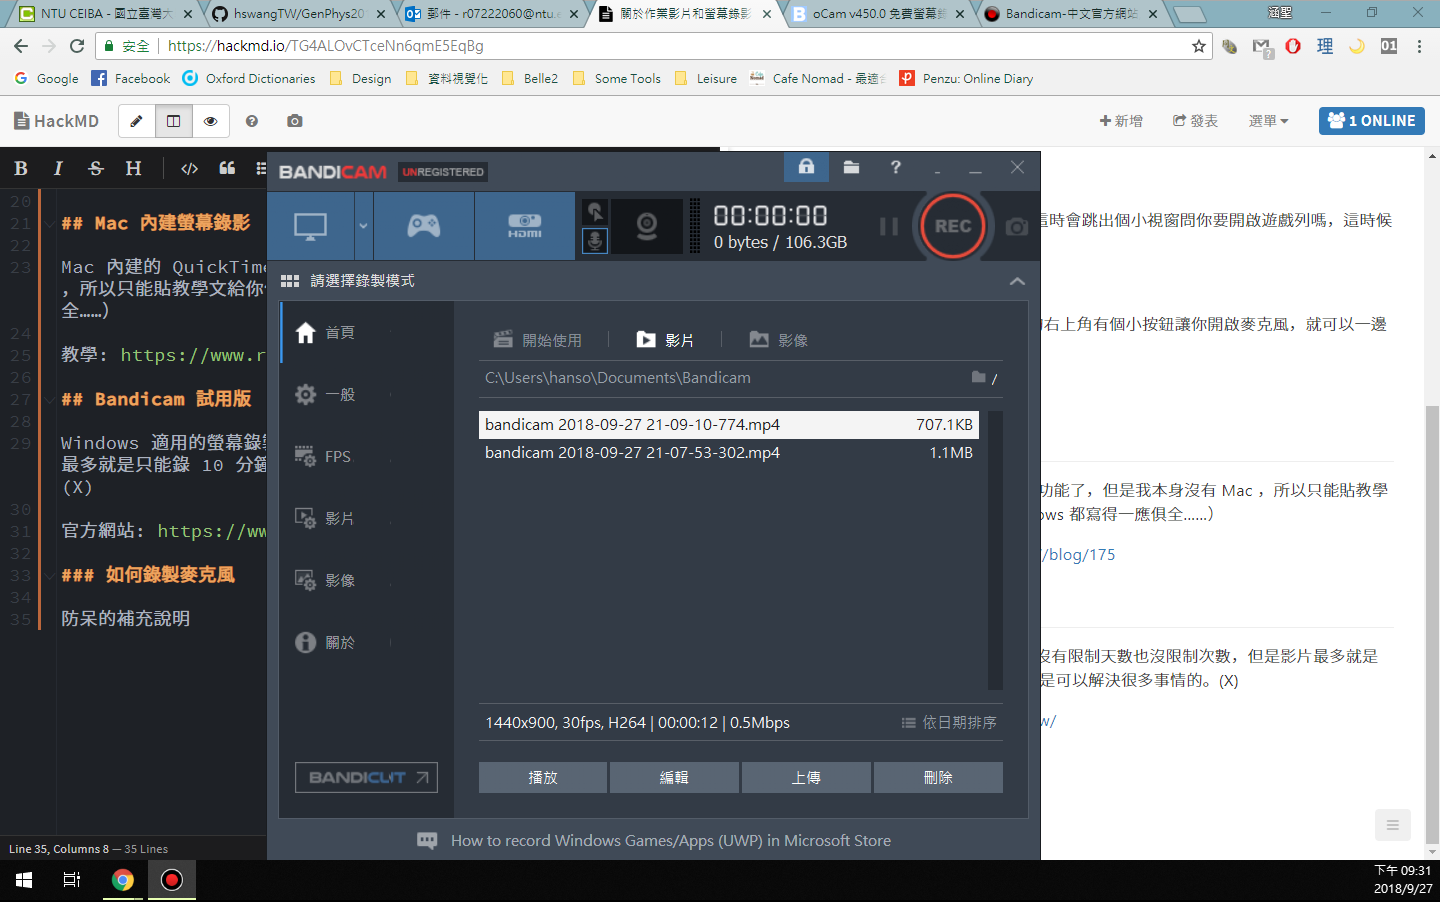 NTU CEIBA - 國立臺灣大
hswangTW/GenPhys20
郵件 - r07222060@ntu.e
關於作業影片和螢幕錄影
oCam v450.0 免費螢幕錄
Bandicam-中文官方網站
涵聖
安全 https://hackmd.io/TG4ALOvCTceNn6qmE5EqBg
Google Facebook Oxford Dictionaries Design 資料視覺化 Belle2 Some Tools Leisure Cafe Nomad - 最適合 Penzu: Online Diary
HackMD
新增 發表 選單 1 ONLINE
B I S H
20
21 ## Mac 內建螢幕錄影
22
23 Mac 內建的 QuickTime
，所以只能貼教學文給你
全……）
24
25 教學: https://www.r
26
27 ## Bandicam 試用版
28
29 Windows 適用的螢幕錄製
最多就是只能錄 10 分鐘
(X)
30
31 官方網站: https://ww
32
33 ### 如何錄製麥克風
34
35 防呆的補充說明
Line 35, Columns 8 — 35 Lines
BANDICAM UNREGISTERED
?
HDMI
00:00:00
0 bytes / 106.3GB
REC
請選擇錄製模式
首頁
一般
FPS
影片
影像
關於
BANDICUT
開始使用 影片 影像
C:\Users\hanso\Documents\Bandicam /
bandicam 2018-09-27 21-09-10-774.mp4 707.1KB
bandicam 2018-09-27 21-07-53-302.mp4 1.1MB
1440x900, 30fps, H264 | 00:00:12 | 0.5Mbps 依日期排序
播放 編輯 上傳 刪除
How to record Windows Games/Apps (UWP) in Microsoft Store
這時會跳出個小視窗問你要開啟遊戲列嗎，這時候
右上角有個小按鈕讓你開啟麥克風，就可以一邊
功能了，但是我本身沒有 Mac ，所以只能貼教學
ows 都寫得一應俱全……）
/blog/175
沒有限制天數也沒限制次數，但是影片最多就是
是可以解決很多事情的。(X)
w/
下午 09:31
2018/9/27